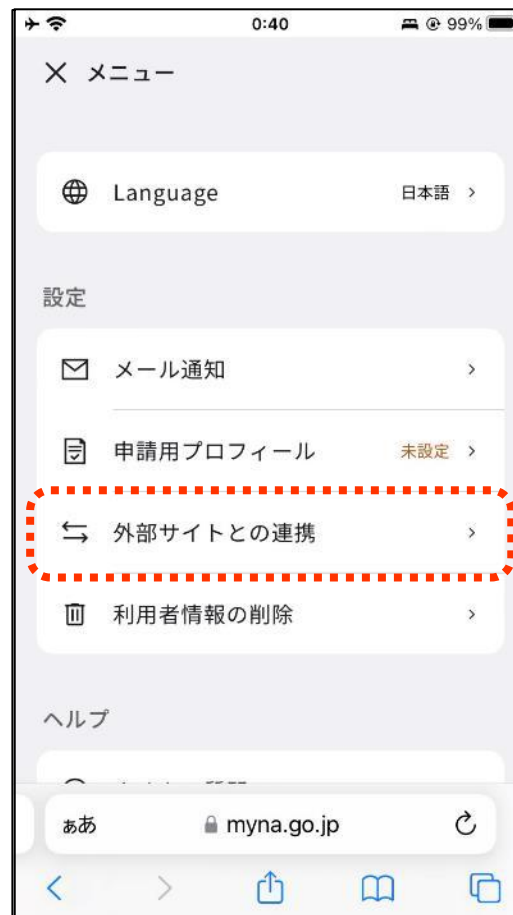 0:40 99%
メニュー
Language 日本語
設定
メール通知
申請用プロフィール 未設定
外部サイトとの連携
利用者情報の削除
ヘルプ
ぁあ myna.go.jp